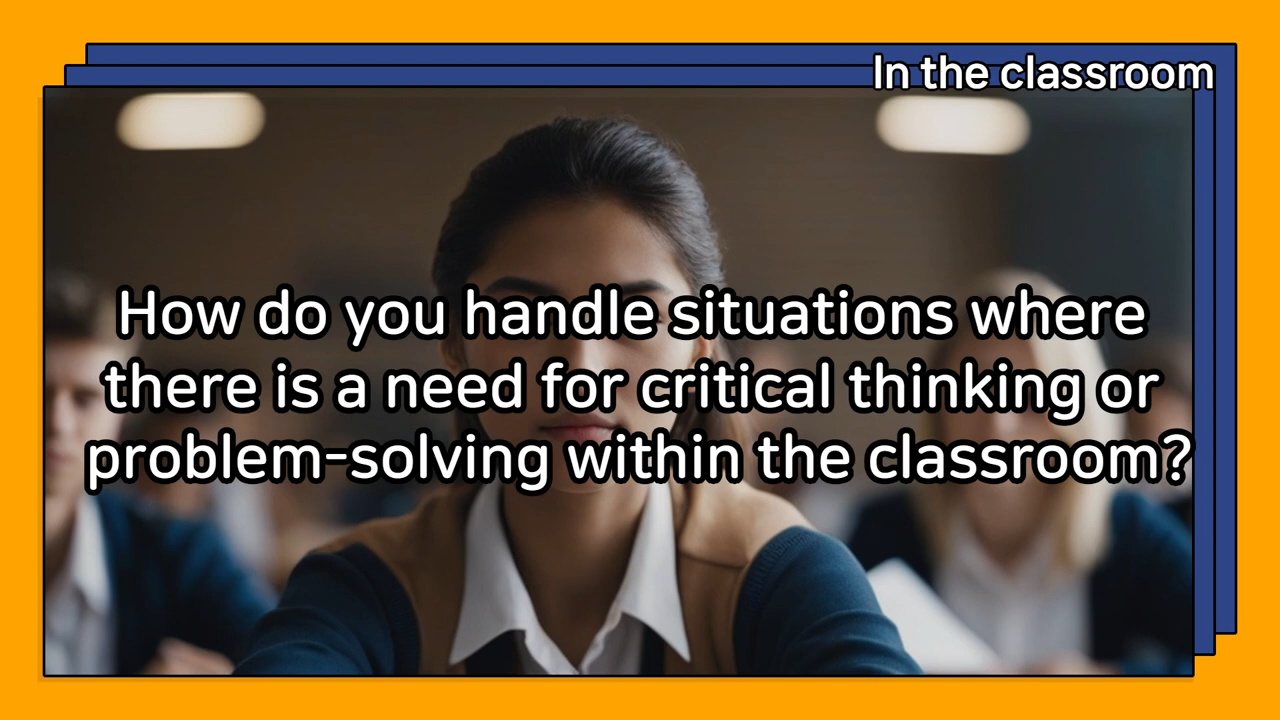 In the classroom
How do you handle situations where
there is a need for critical thinking or
problem-solving within the classroom?